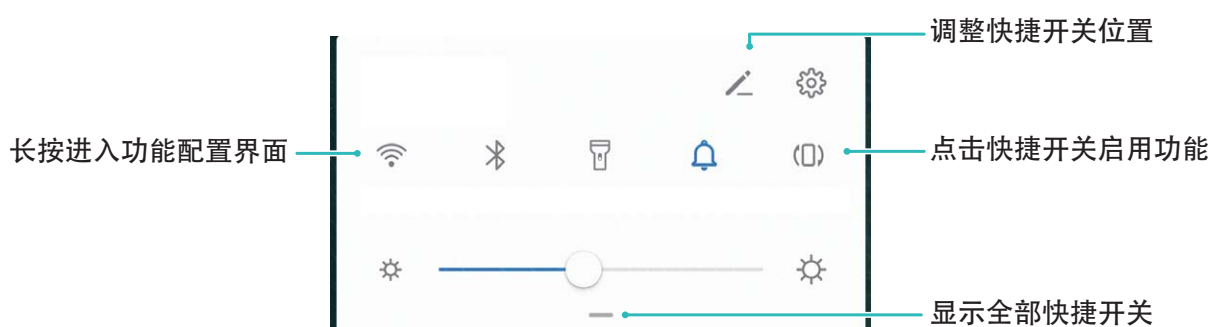 调整快捷开关位置
长按进入功能配置界面
点击快捷开关启用功能
显示全部快捷开关